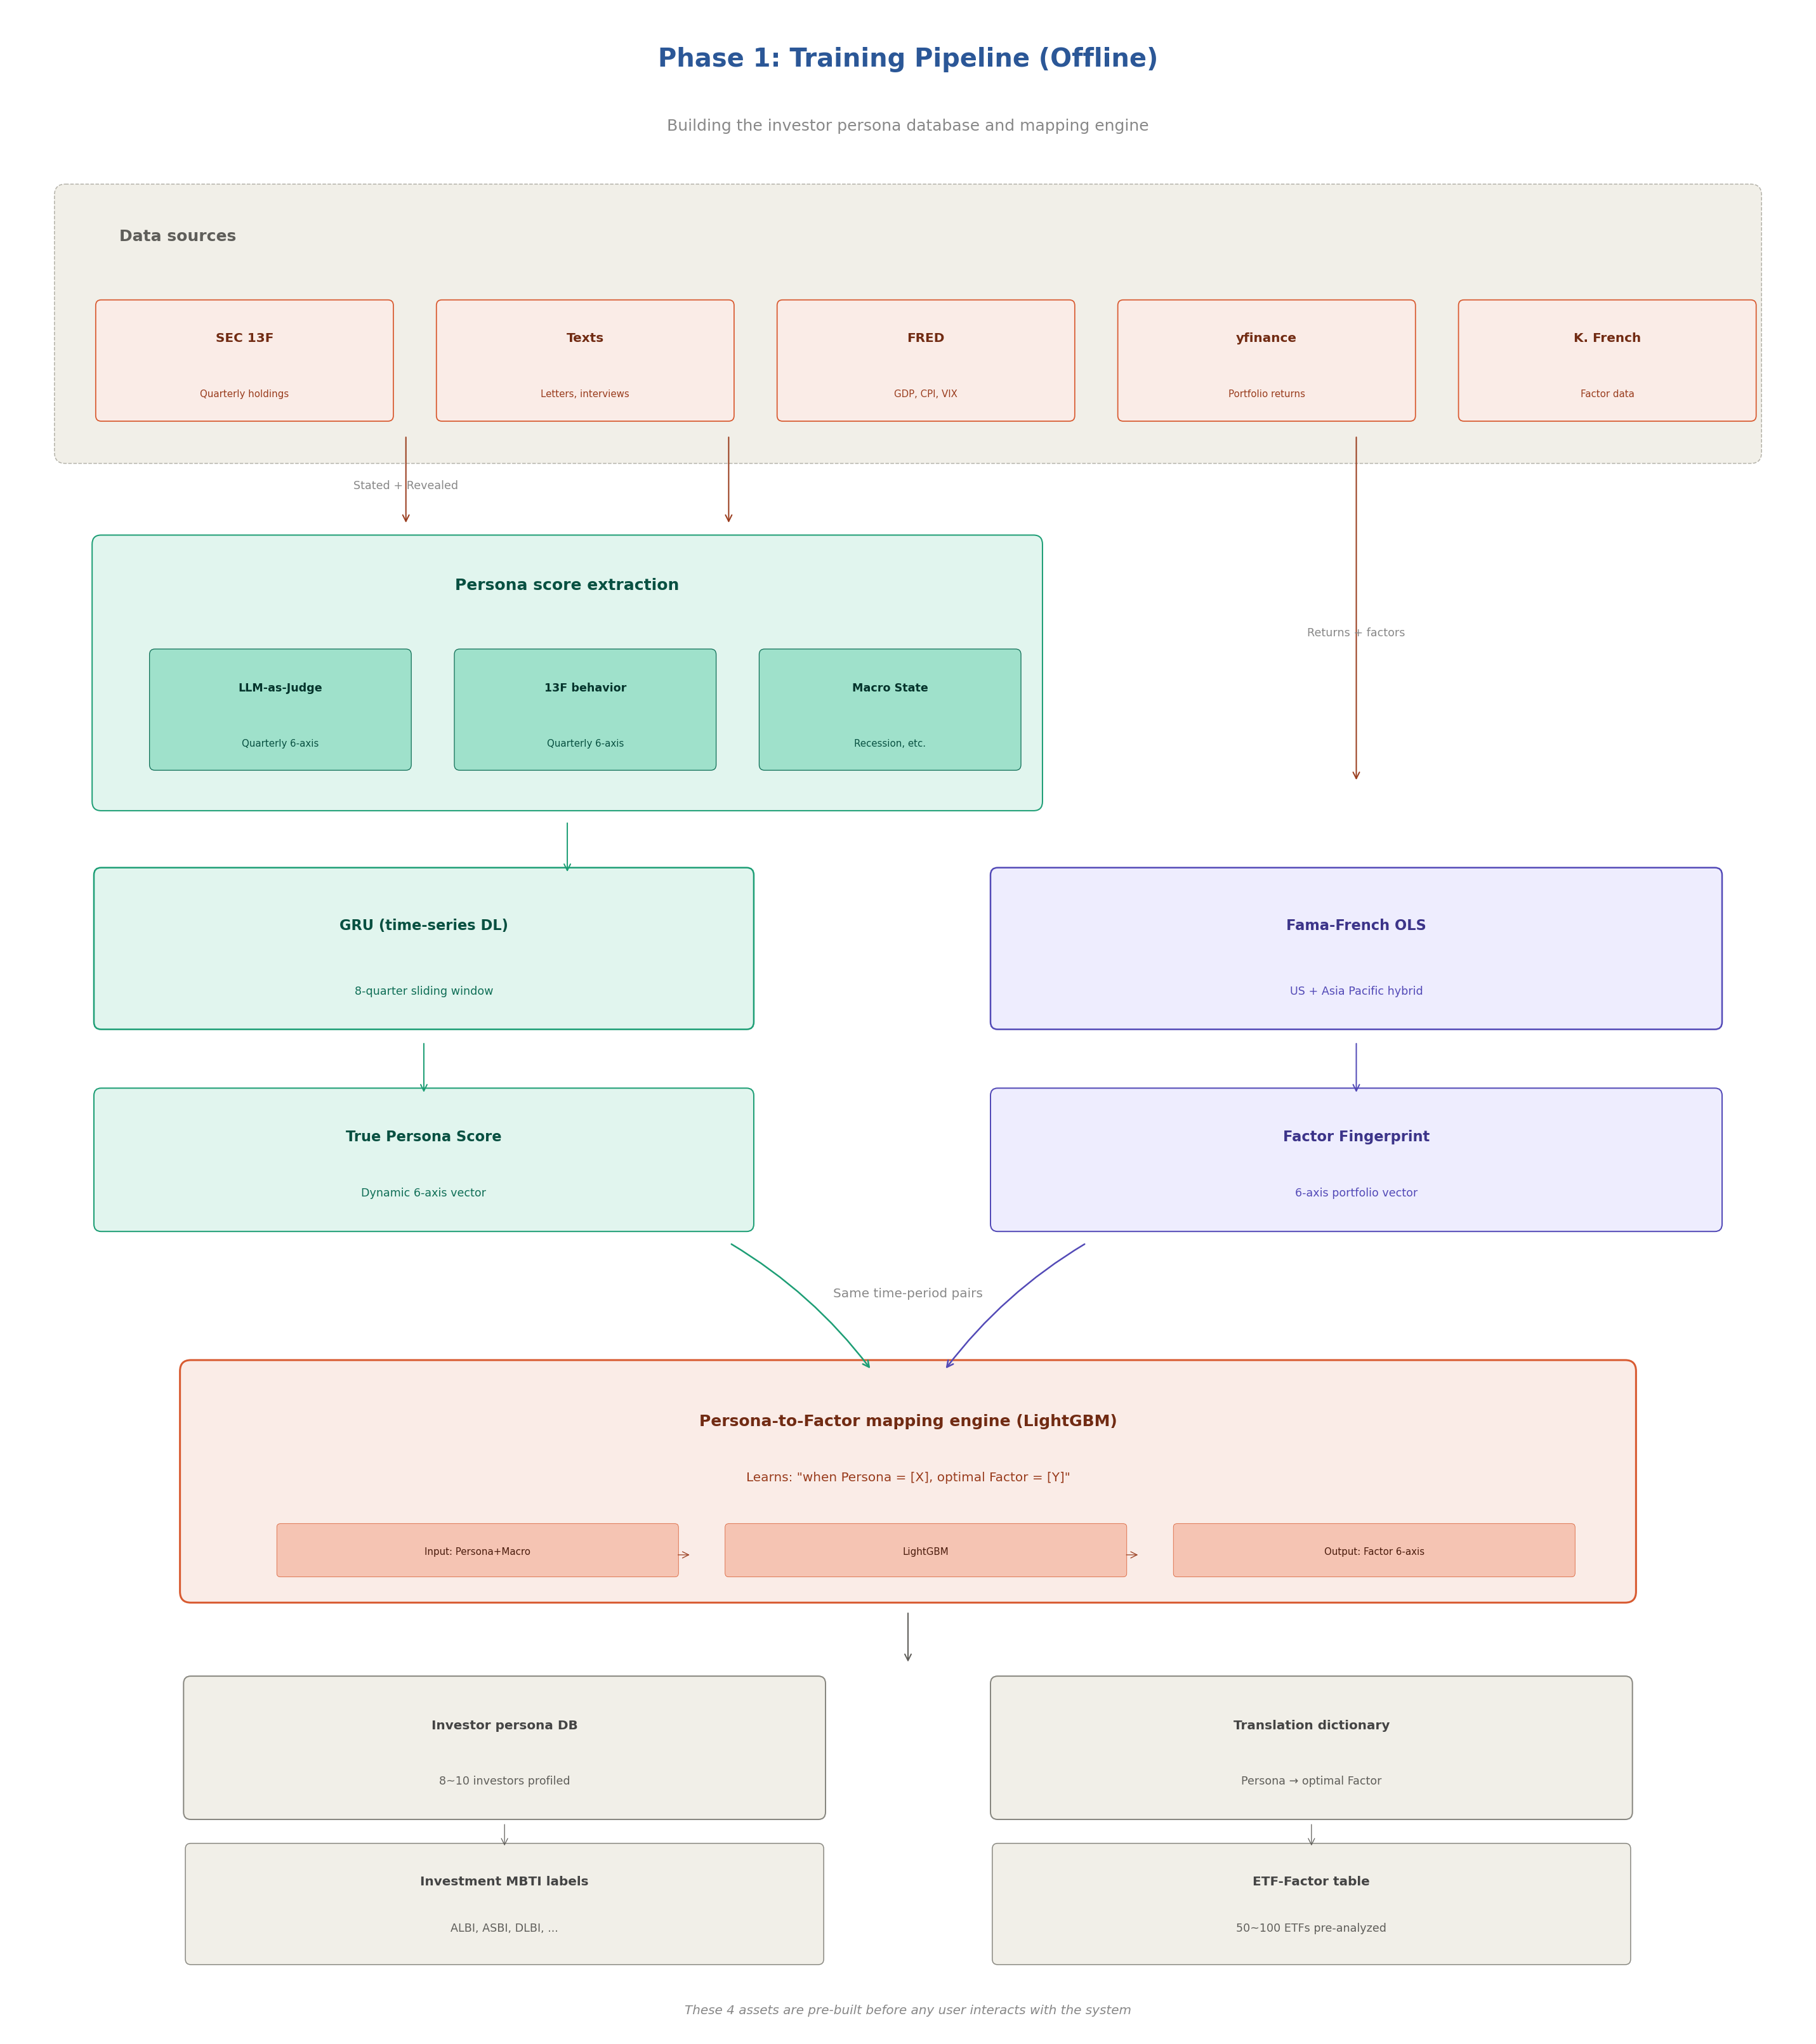 Phase 1: Training Pipeline (Offline)
Building the investor persona database and mapping engine
Data sources
SEC 13F
Quarterly holdings
Texts
Letters, interviews
FRED
GDP, CPI, VIX
yfinance
Portfolio returns
K. French
Factor data
Stated + Revealed
Persona score extraction
LLM-as-Judge
Quarterly 6-axis
13F behavior
Quarterly 6-axis
Macro State
Recession, etc.
Returns + factors
GRU (time-series DL)
8-quarter sliding window
Fama-French OLS
US + Asia Pacific hybrid
True Persona Score
Dynamic 6-axis vector
Factor Fingerprint
6-axis portfolio vector
Same time-period pairs
Persona-to-Factor mapping engine (LightGBM)
Learns: "when Persona = [X], optimal Factor = [Y]"
Input: Persona+Macro
LightGBM
Output: Factor 6-axis
Investor persona DB
8~10 investors profiled
Translation dictionary
Persona → optimal Factor
Investment MBTI labels
ALBI, ASBI, DLBI, ...
ETF-Factor table
50~100 ETFs pre-analyzed
These 4 assets are pre-built before any user interacts with the system